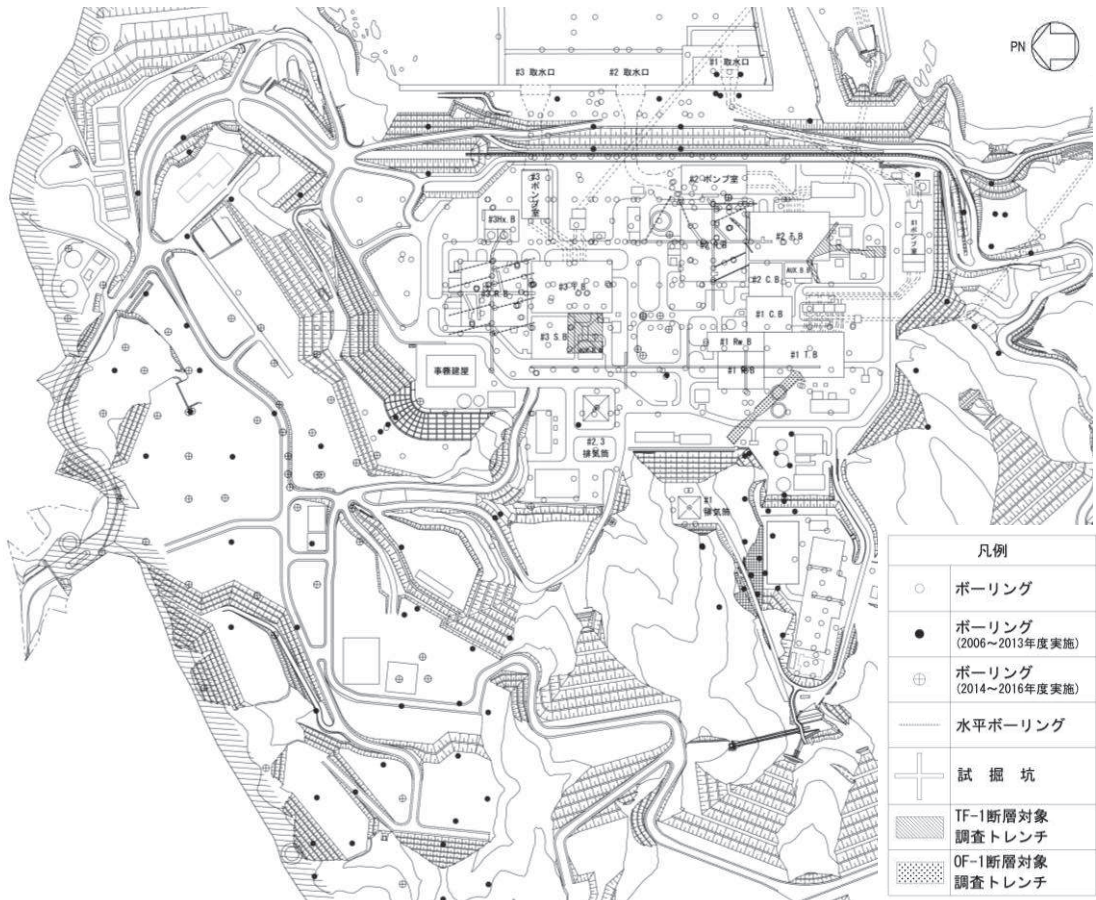 PN
#1 取水口
#3 取水口
#2 取水口
#3
ポンプ室
#2 ポンプ室
#3Hx.B
#1
ポンプ室
#2 T.B
#2 R.B
AUX.B.B
#2 C.B
#3 R.B
#3 T.B
#1 C.B
#3 S.B
#1 Rw.B
#1 T.B
#1 R.B
事務建屋
#2,3
排気筒
#1
排気筒
凡例
ボーリング
ボーリング
(2006～2013年度実施)
ボーリング
(2014～2016年度実施)
水平ボーリング
試 掘 坑
TF-1断層対象
調査トレンチ
OF-1断層対象
調査トレンチ